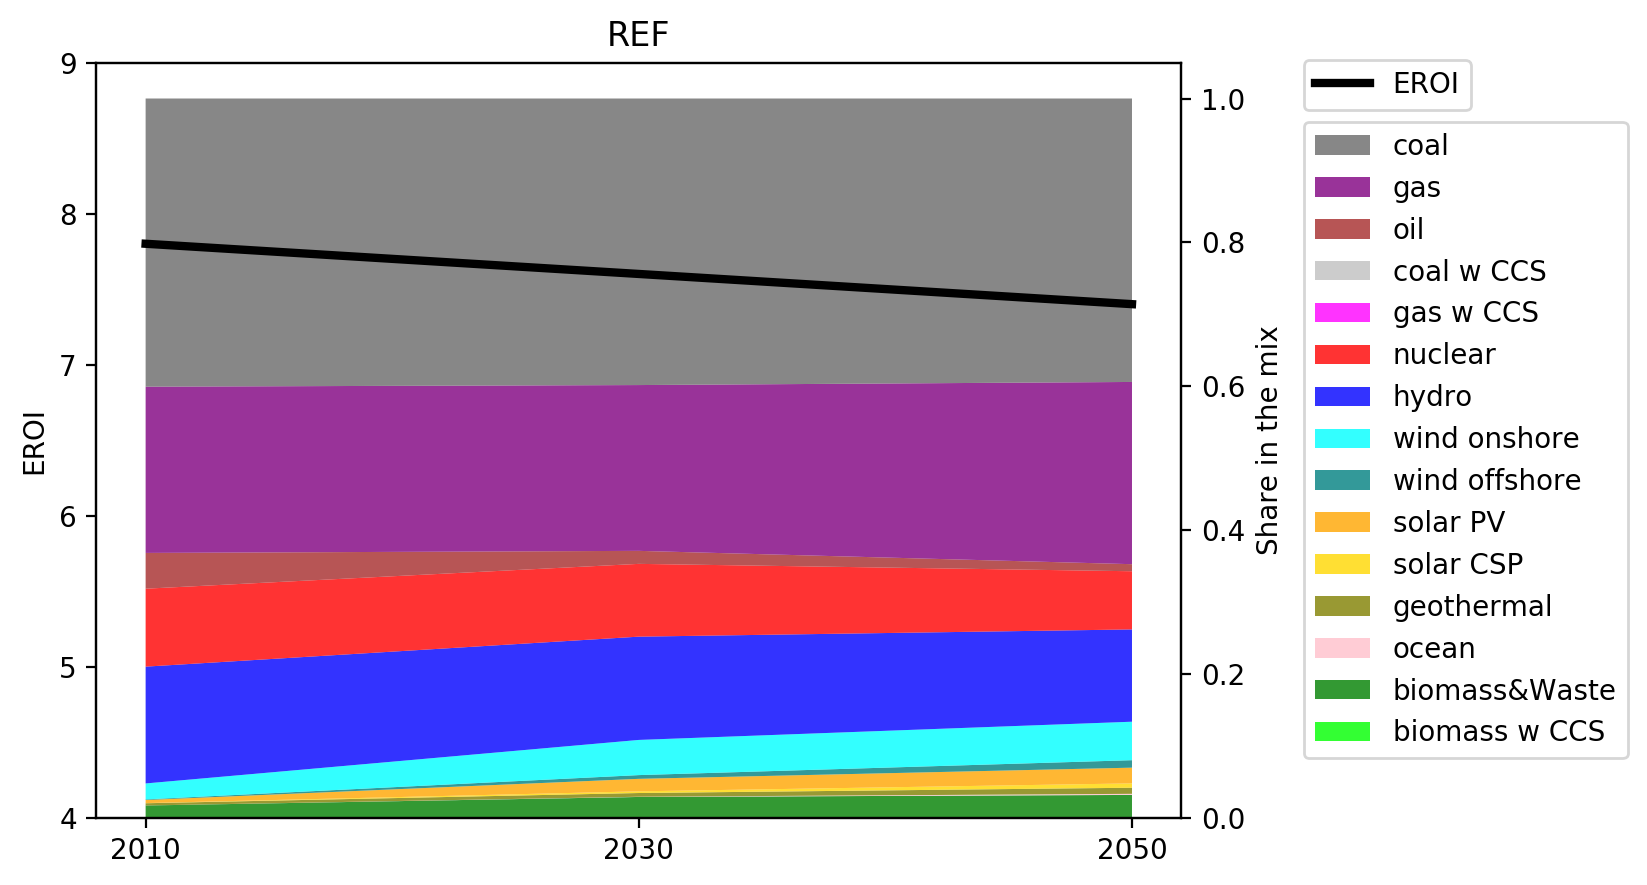 REF
9
8
7
6
5
4
EROI
2010
2030
2050
1.0
0.8
0.6
0.4
0.2
0.0
Share in the mix
EROI
coal
gas
oil
coal w CCS
gas w CCS
nuclear
hydro
wind onshore
wind offshore
solar PV
solar CSP
geothermal
ocean
biomass&Waste
biomass w CCS